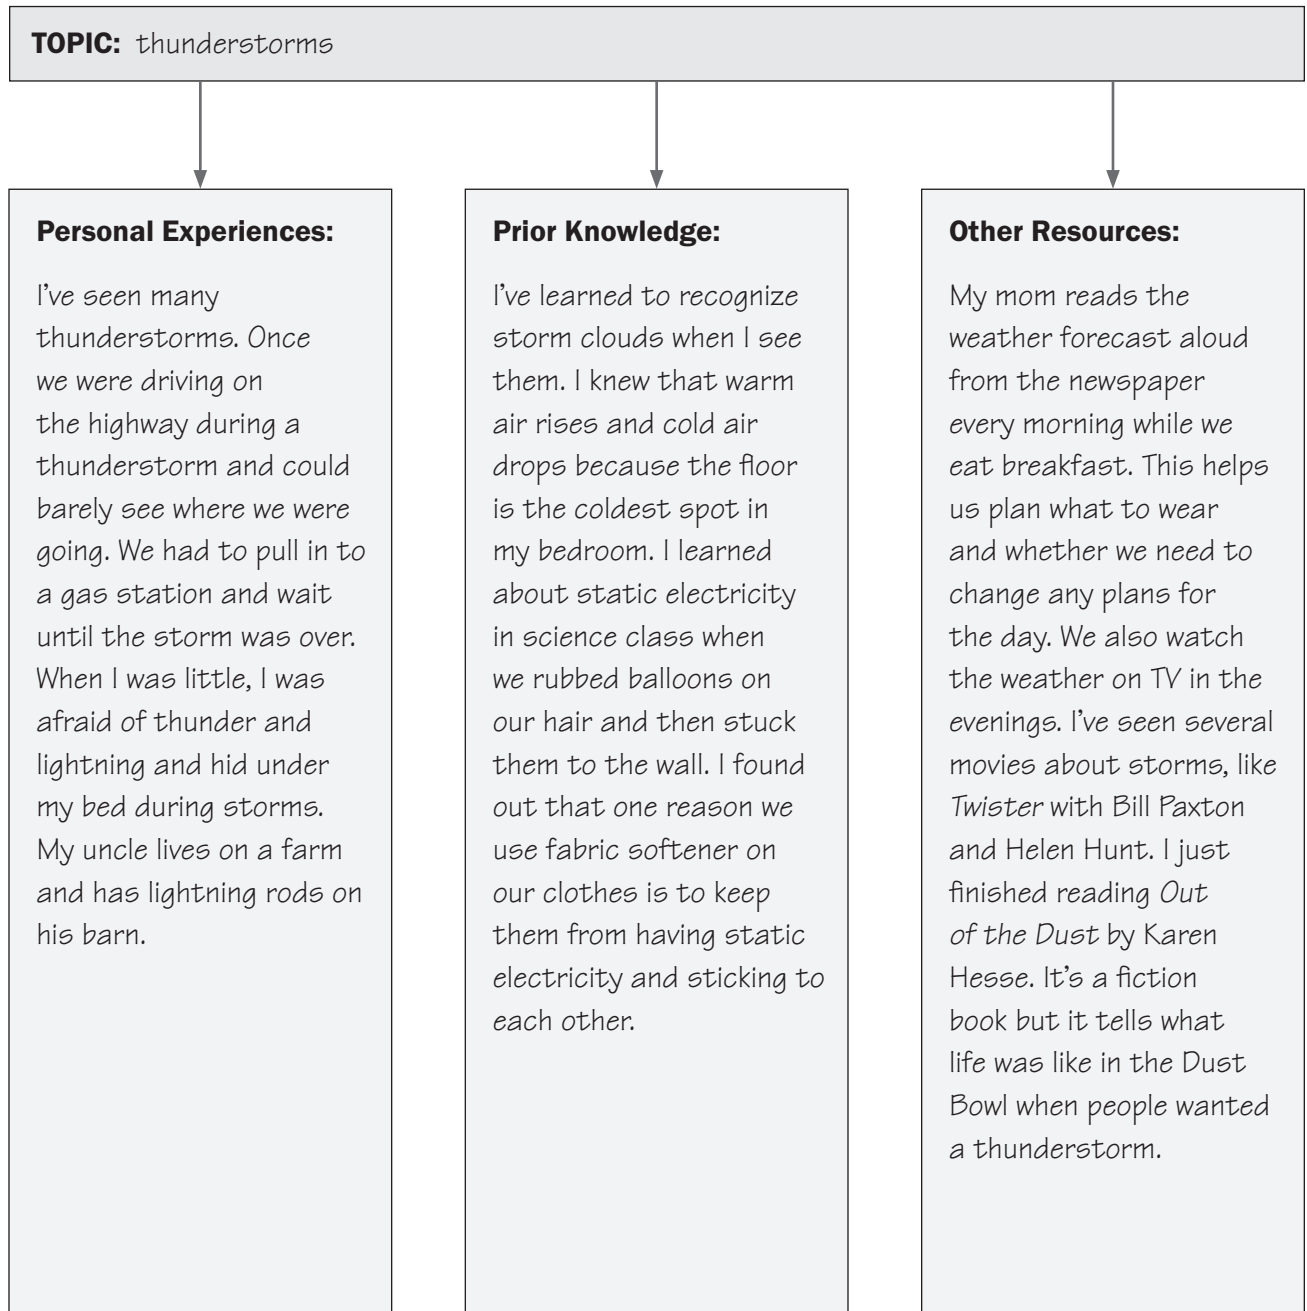 TOPIC: thunderstorms
Personal Experiences:
I've seen many
thunderstorms. Once
we were driving on
the highway during a
thunderstorm and could
barely see where we were
going. We had to pull in to
a gas station and wait
until the storm was over.
When I was little, I was
afraid of thunder and
lightning and hid under
my bed during storms.
My uncle lives on a farm
and has lightning rods on
his barn.
Prior Knowledge:
I've learned to recognize
storm clouds when I see
them. I knew that warm
air rises and cold air
drops because the floor
is the coldest spot in
my bedroom. I learned
about static electricity
in science class when
we rubbed balloons on
our hair and then stuck
them to the wall. I found
out that one reason we
use fabric softener on
our clothes is to keep
them from having static
electricity and sticking to
each other.
Other Resources:
My mom reads the
weather forecast aloud
from the newspaper
every morning while we
eat breakfast. This helps
us plan what to wear
and whether we need to
change any plans for
the day. We also watch
the weather on TV in the
evenings. I've seen several
movies about storms, like
Twister with Bill Paxton
and Helen Hunt. I just
finished reading Out
of the Dust by Karen
Hesse. It's a fiction
book but it tells what
life was like in the Dust
Bowl when people wanted
a thunderstorm.